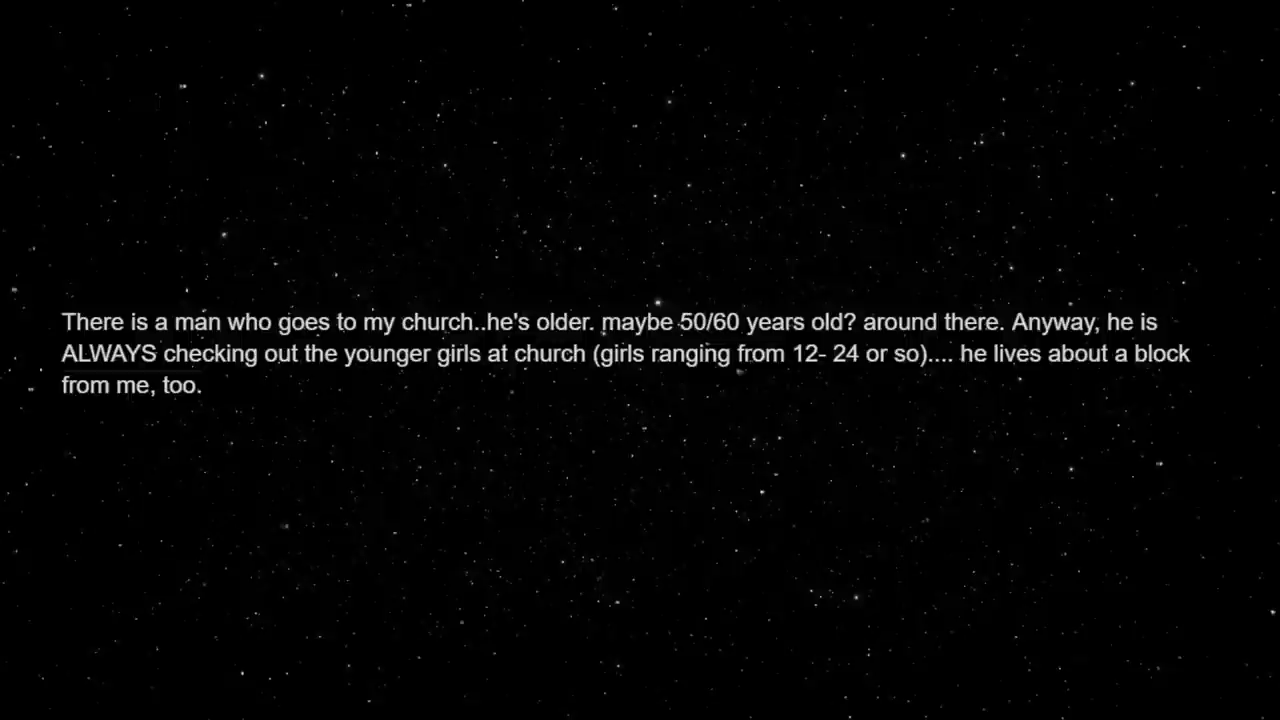 There is a man who goes to my church..he's older. maybe 50/60 years old? around there. Anyway, he is
ALWAYS checking out the younger girls at church (girls ranging from 12- 24 or so).... he lives about a block
from me, too.